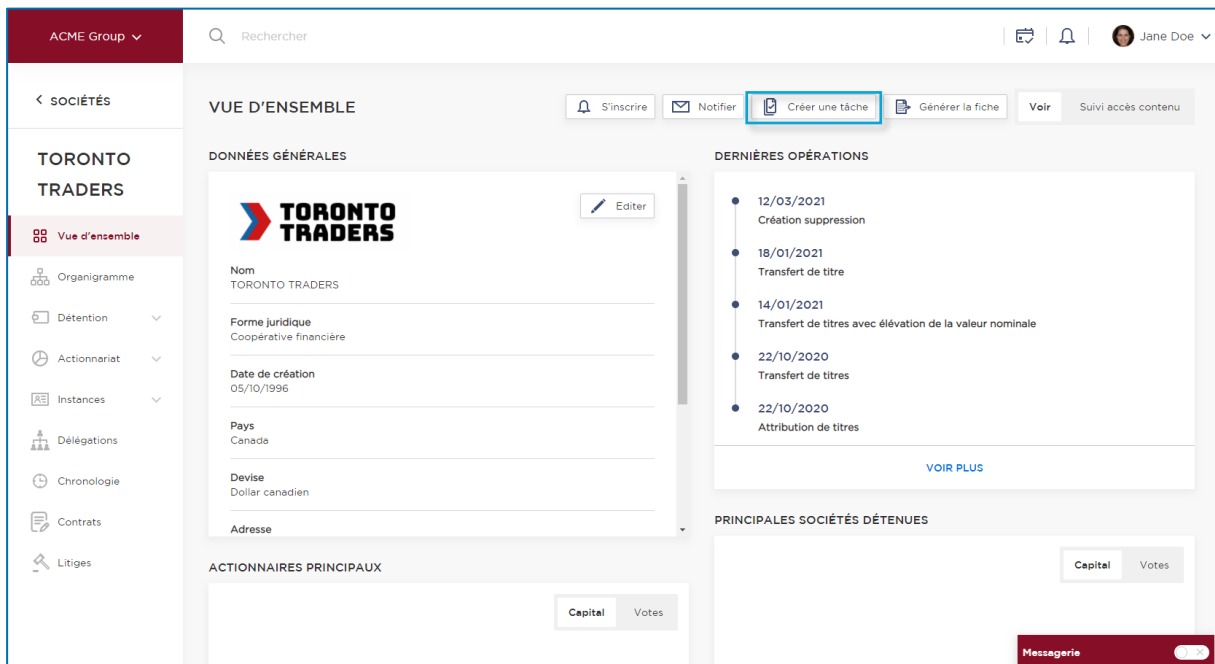 ACME Group
Rechercher
Jane Doe
SOCIÉTÉS
TORONTO
TRADERS
Vue d'ensemble
Organigramme
Détention
Actionnariat
Instances
Délégations
Chronologie
Contrats
Litiges
VUE D'ENSEMBLE
S'inscrire
Notifier
Créer une tâche
Générer la fiche
Voir
Suivi accès contenu
DONNÉES GÉNÉRALES
TORONTO
TRADERS
Editer
Nom
TORONTO TRADERS
Forme juridique
Coopérative financière
Date de création
05/10/1996
Pays
Canada
Devise
Dollar canadien
Adresse
ACTIONNAIRES PRINCIPAUX
Capital
Votes
DERNIÈRES OPÉRATIONS
12/03/2021
Création suppression
18/01/2021
Transfert de titre
14/01/2021
Transfert de titres avec élévation de la valeur nominale
22/10/2020
Transfert de titres
22/10/2020
Attribution de titres
VOIR PLUS
PRINCIPALES SOCIÉTÉS DÉTENUES
Capital
Votes
Messagerie